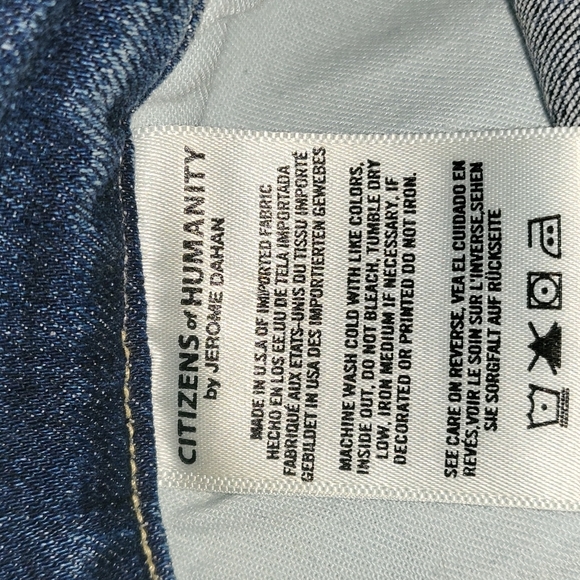 CITIZENS of HUMANITY
by JEROME DAHAN
MADE IN U.S.A OF IMPORTED FABRIC
HECHO EN LOS EE.UU DE TELA IMPORTADA
FABRIQUÉ AUX ETATS-UNIS DU TISSU IMPORTÉ
GEBILDET IN USA DES IMPORTIERTEN GEWEBES
MACHINE WASH COLD WITH LIKE COLORS,
INSIDE OUT, DO NOT BLEACH, TUMBLE DRY
LOW, IRON MEDIUM IF NECESSARY, IF
DECORATED OR PRINTED DO NOT IRON.
SEE CARE ON REVERSE, VEA EL CUIDADO EN
REVÉS,VOIR LE SOIN SUR L'INVERSE,SEHEN
SIE SORGFALT AUF RÜCKSEITE